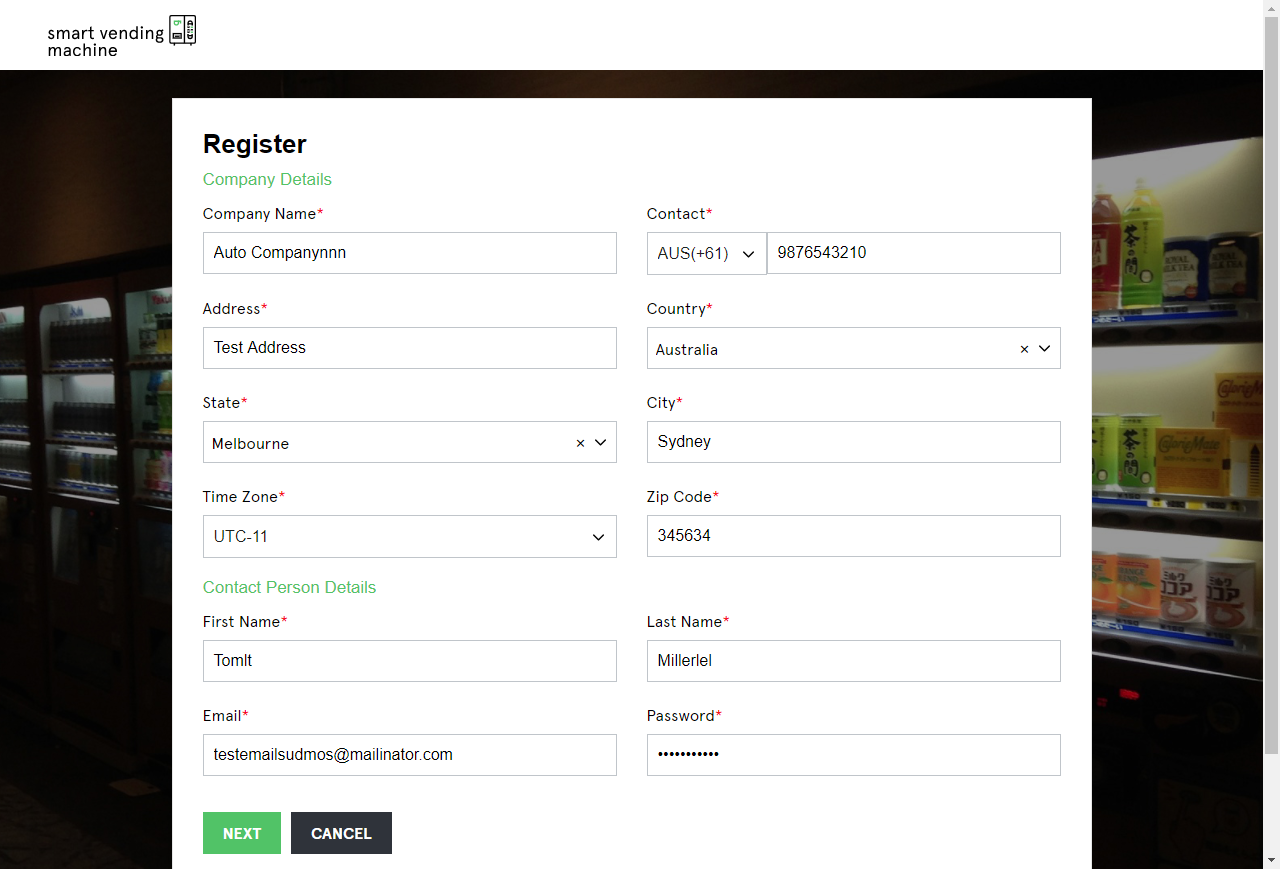 smart vending
machine
Register
Company Details
Company Name*
Contact*
Auto Companynnn
AUS(+61)
9876543210
Address*
Country*
Test Address
Australia ×
State*
City*
Melbourne ×
Sydney
Time Zone*
Zip Code*
UTC-11
345634
Contact Person Details
First Name*
Last Name*
TomIt
Millerlel
Email*
Password*
testemailsudmos@mailinator.com
•••••••••••
NEXT
CANCEL